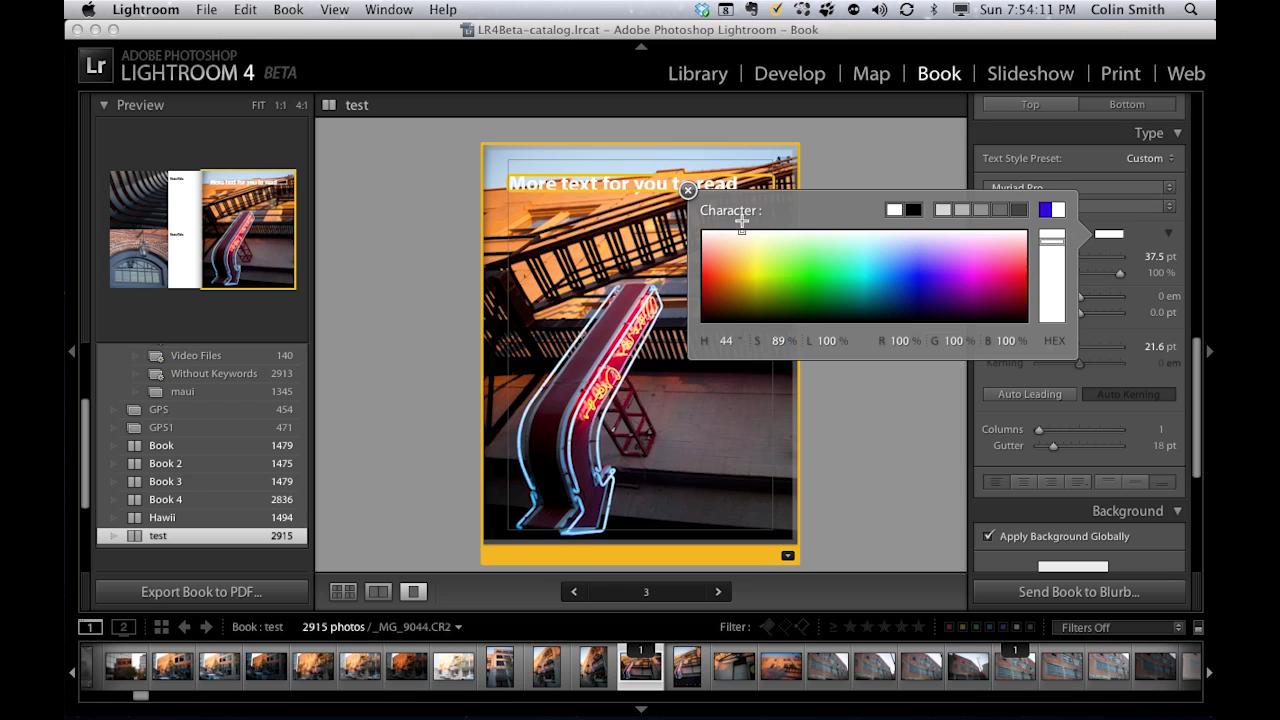 Lightroom File Edit Book View Window Help
8 Sun 7:54:11 PM Colin Smith
LR4Beta-catalog.lrcat – Adobe Photoshop Lightroom – Book
Lr ADOBE PHOTOSHOP
LIGHTROOM 4 BETA
Library | Develop | Map | Book | Slideshow | Print | Web
Preview FIT 1:1 4:1
test
Top Bottom
Type
Text Style Preset: Custom
Myriad Pro
More text for you to read
Character :
37.5 pt
100 %
0 em
0.0 pt
H 44 ° S 89 % L 100 % R 100 % G 100 % B 100 % HEX
21.6 pt
Kerning 0 em
Auto Leading Auto Kerning
Columns 1
Gutter 18 pt
Background
Apply Background Globally
Video Files 140
Without Keywords 2913
maui 1345
GPS 454
GPS1 471
Book 1479
Book 2 1475
Book 3 1479
Book 4 2836
Hawii 1494
test 2915
Export Book to PDF...
< 3 >
Send Book to Blurb...
1 2 Book : test 2915 photos / _MG_9044.CR2
Filter : ≥ Filters Off
1 1